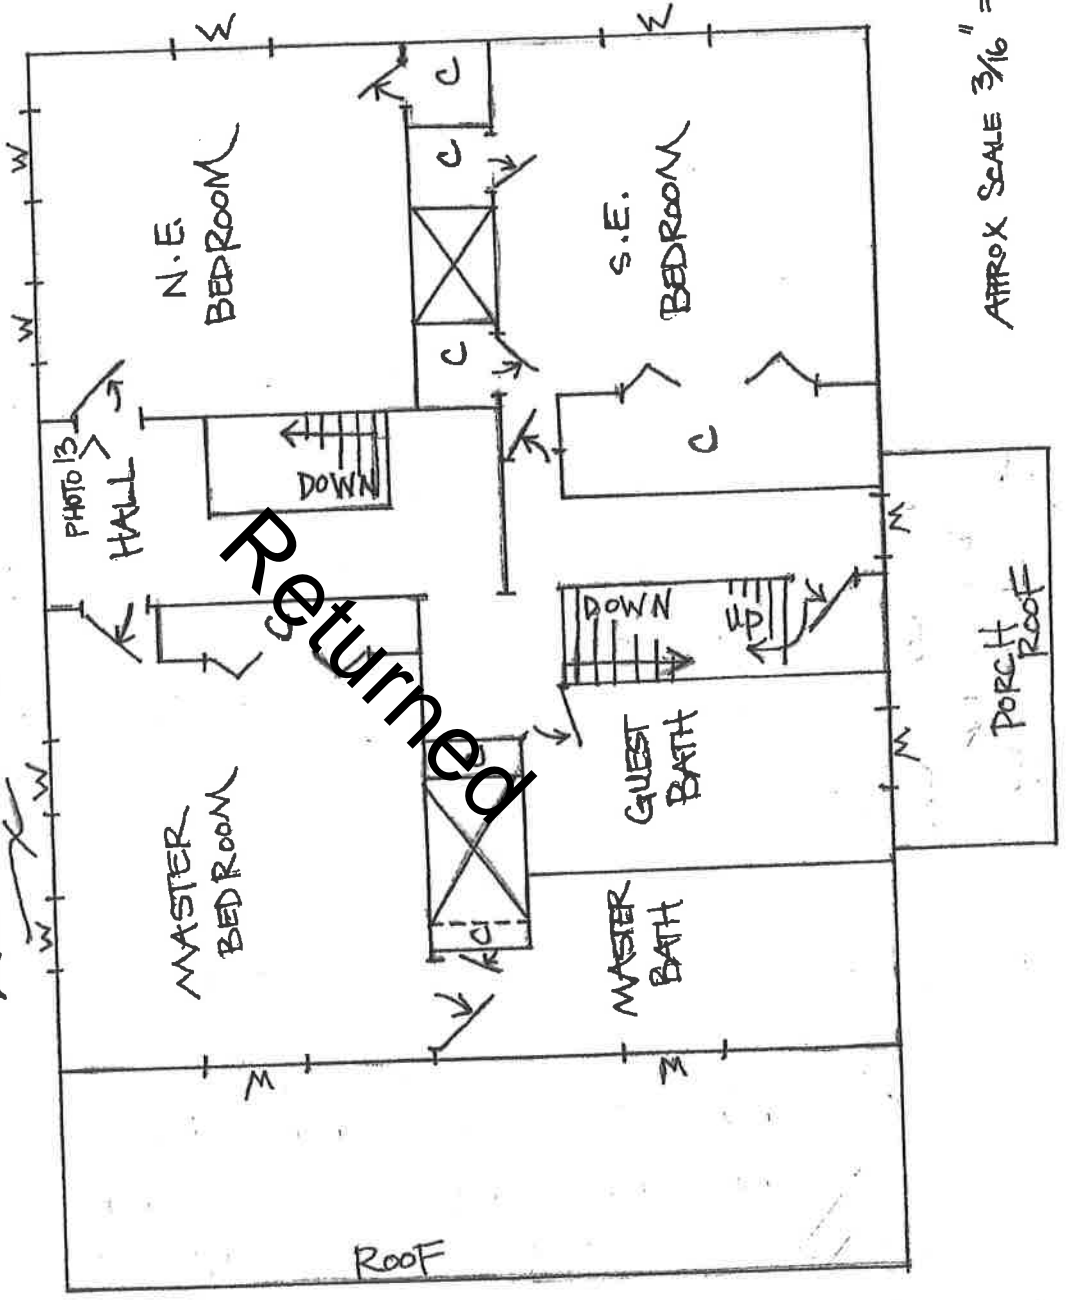 W
W
C
APPROX SCALE 3/16" =
W
C
N.E.
BEDROOM
S.E.
BEDROOM
W
C
PHOTO 13
HALL
DOWN
C
W
C
DOWN
UP
PORCH
ROOF
W
W
GUEST
BATH
C
MASTER
BEDROOM
W
C
MASTER
BATH
W
W
ROOF
Returned